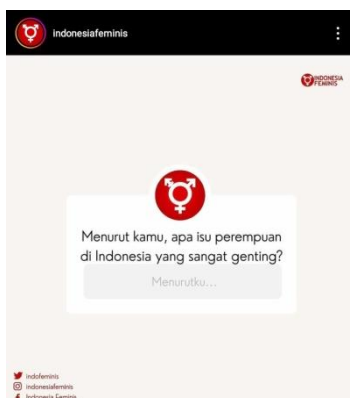 indonesiafeminis
INDONESIA
FEMINIS
Menurut kamu, apa isu perempuan
di Indonesia yang sangat genting?
Menurutku...
indofeminis
indonesiafeminis
Indonesia Feminis